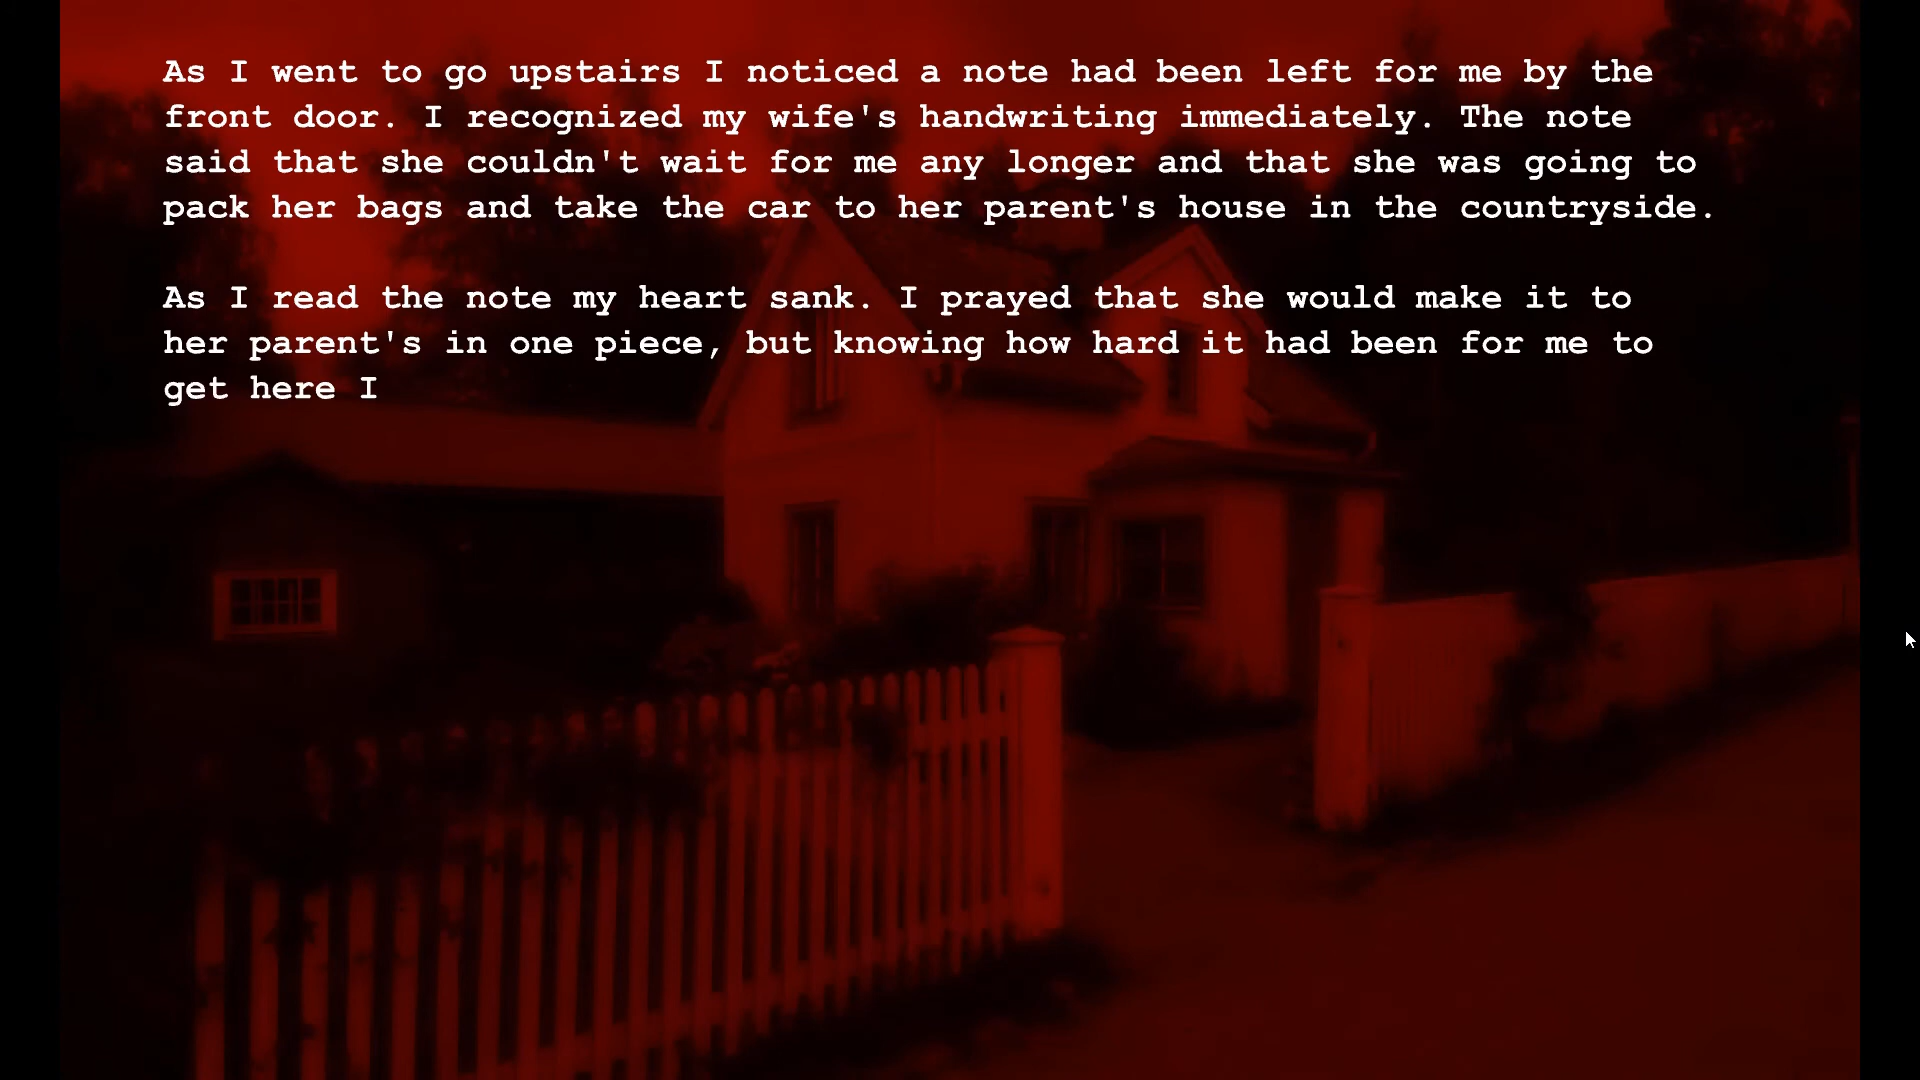 As I went to go upstairs I noticed a note had been left for me by the
front door. I recognized my wife's handwriting immediately. The note
said that she couldn't wait for me any longer and that she was going to
pack her bags and take the car to her parent's house in the countryside.
As I read the note my heart sank. I prayed that she would make it to
her parent's in one piece, but knowing how hard it had been for me to
get here I